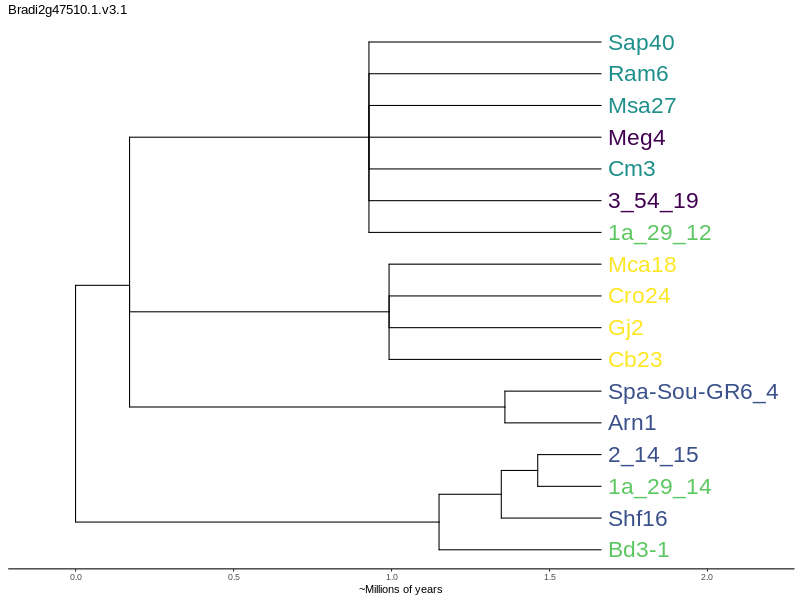 Bradi2g47510.1.v3.1
Sap40
Ram6
Msa27
Meg4
Cm3
3_54_19
1a_29_12
Mca18
Cro24
Gj2
Cb23
Spa-Sou-GR6_4
Arn1
2_14_15
1a_29_14
Shf16
Bd3-1
0.0 0.5 1.0 1.5 2.0
~Millions of years